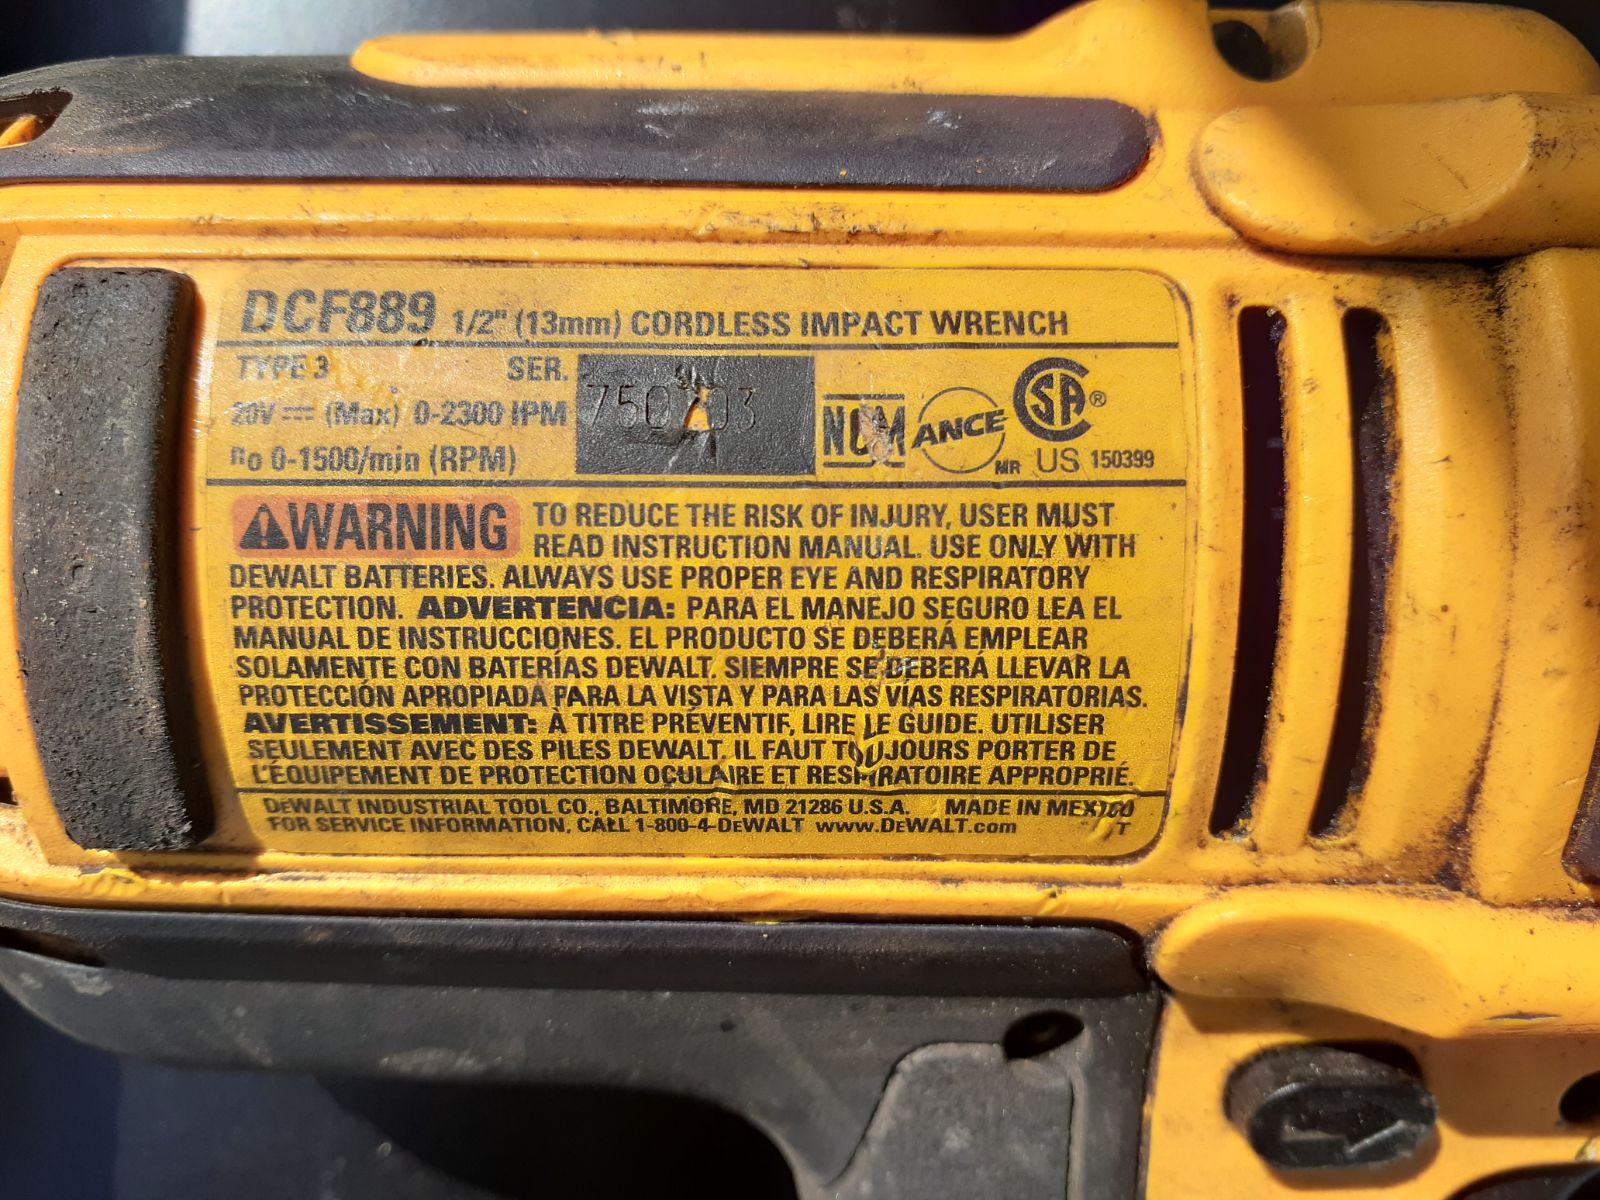 DCF889 1/2" (13mm) CORDLESS IMPACT WRENCH
TYPE 3 SER.
20V ⎓ (Max) 0-2300 IPM
n₀ 0-1500/min (RPM)
NOM ANCE MR CSA ® US 150399
⚠WARNING TO REDUCE THE RISK OF INJURY, USER MUST
READ INSTRUCTION MANUAL. USE ONLY WITH
DEWALT BATTERIES. ALWAYS USE PROPER EYE AND RESPIRATORY
PROTECTION. ADVERTENCIA: PARA EL MANEJO SEGURO LEA EL
MANUAL DE INSTRUCCIONES. EL PRODUCTO SE DEBERÁ EMPLEAR
SOLAMENTE CON BATERÍAS DEWALT. SIEMPRE SE DEBERÁ LLEVAR LA
PROTECCIÓN APROPIADA PARA LA VISTA Y PARA LAS VÍAS RESPIRATORIAS.
AVERTISSEMENT: À TITRE PRÉVENTIF, LIRE LE GUIDE. UTILISER
SEULEMENT AVEC DES PILES DEWALT. IL FAUT TOUJOURS PORTER DE
L'ÉQUIPEMENT DE PROTECTION OCULAIRE ET RESPIRATOIRE APPROPRIÉ.
DEWALT INDUSTRIAL TOOL CO., BALTIMORE, MD 21286 U.S.A. MADE IN MEXICO
FOR SERVICE INFORMATION, CALL 1-800-4-DEWALT www.DEWALT.com